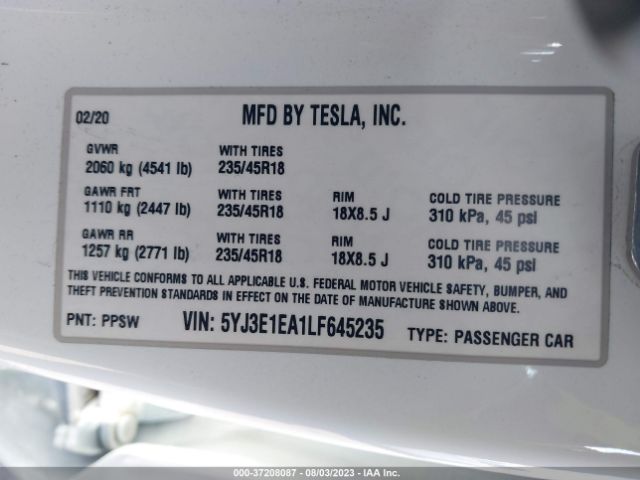 02/20 MFD BY TESLA, INC.
GVWR WITH TIRES
2060 kg (4541 lb) 235/45R18
GAWR FRT WITH TIRES RIM COLD TIRE PRESSURE
1110 kg (2447 lb) 235/45R18 18X8.5 J 310 kPa, 45 psi
GAWR RR WITH TIRES RIM COLD TIRE PRESSURE
1257 kg (2771 lb) 235/45R18 18X8.5 J 310 kPa, 45 psi
THIS VEHICLE CONFORMS TO ALL APPLICABLE U.S. FEDERAL MOTOR VEHICLE SAFETY, BUMPER, AND
THEFT PREVENTION STANDARDS IN EFFECT ON THE DATE OF MANUFACTURE SHOWN ABOVE.
PNT: PPSW VIN: 5YJ3E1EA1LF645235 TYPE: PASSENGER CAR
000-37208087 - 08/03/2023 - IAA Inc.